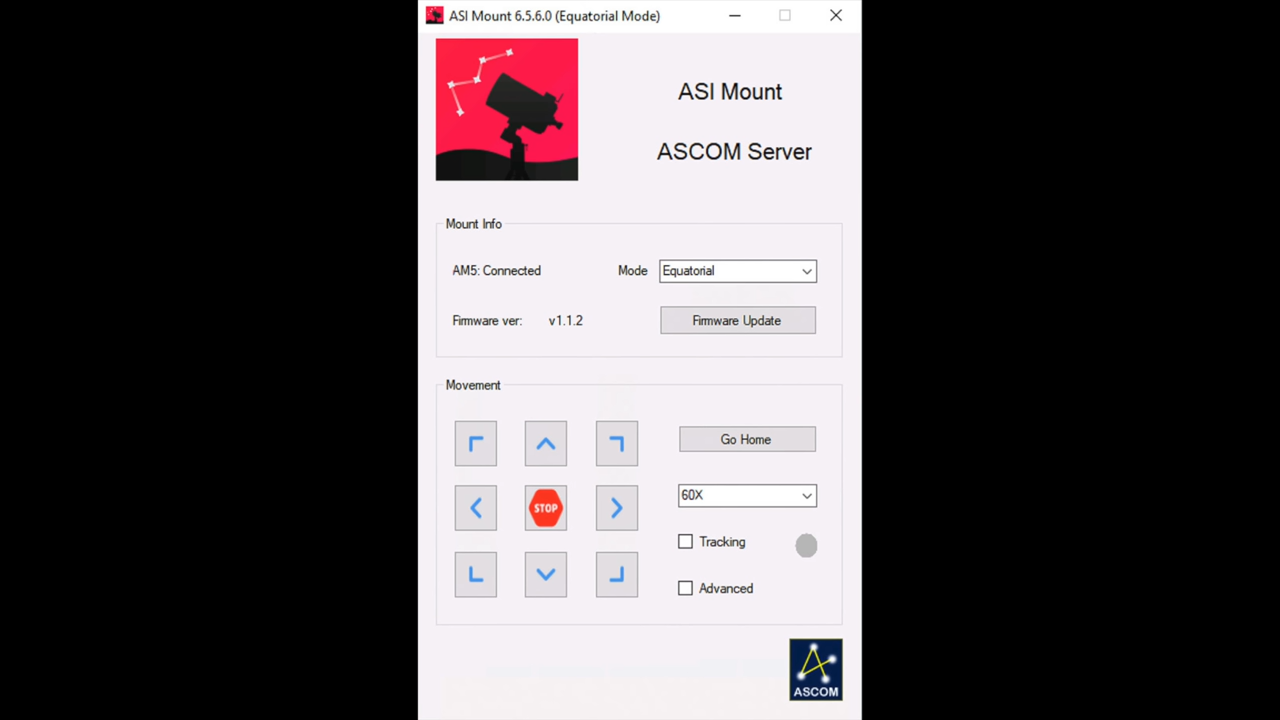 ASI Mount 6.5.6.0 (Equatorial Mode)
ASI Mount
ASCOM Server
Mount Info
AM5: Connected
Mode
Equatorial
Firmware ver:
v1.1.2
Firmware Update
Movement
Go Home
STOP
60X
Tracking
Advanced
ASCOM